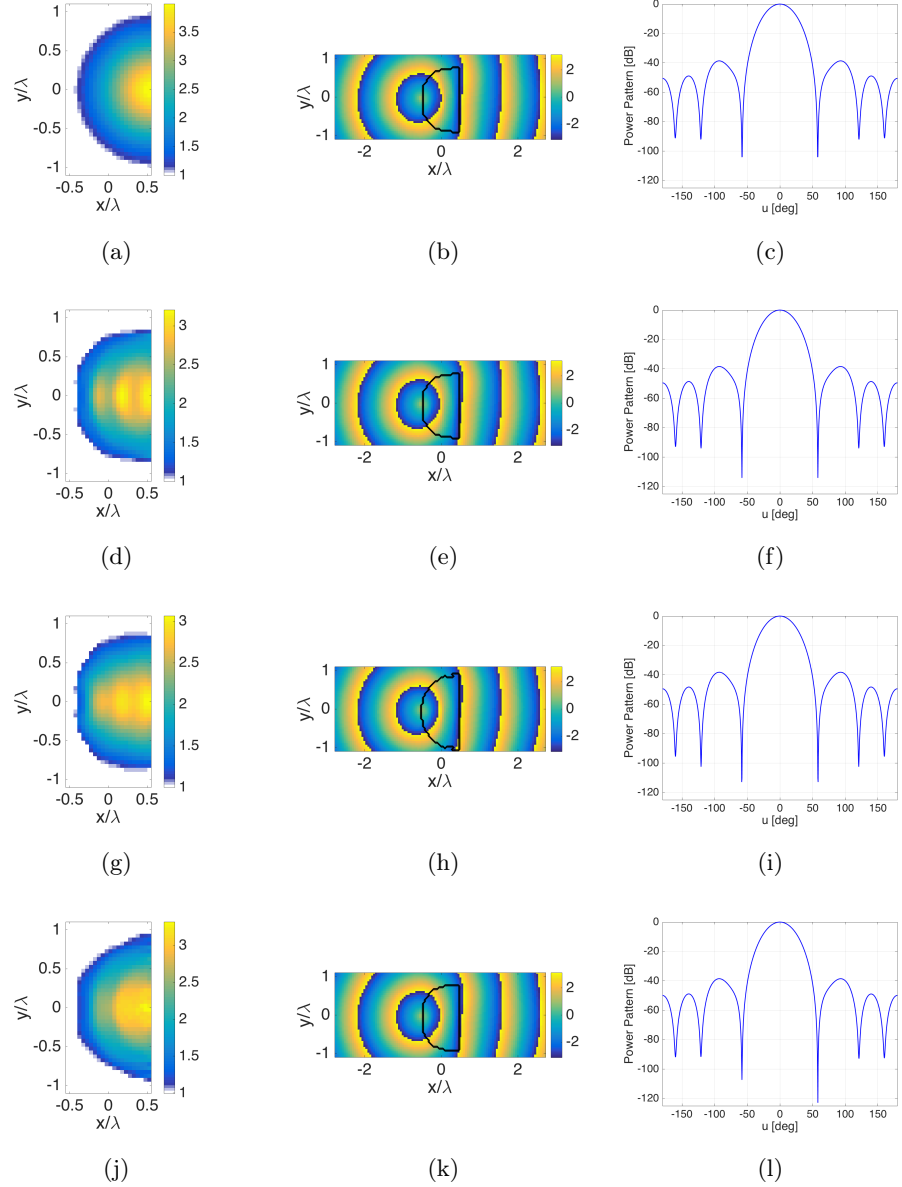 1
0.5
0
-0.5
-1
y/λ
-0.5 0 0.5
x/λ
4
3.5
3
2.5
2
1.5
1
(a)
1
0
-1
y/λ
-2 0 2
x/λ
2
0
-2
(b)
0
-20
-40
-60
-80
-100
-120
Power Pattern [dB]
-150 -100 -50 0 50 100 150
u [deg]
(c)
1
0.5
0
-0.5
-1
y/λ
-0.5 0 0.5
x/λ
3
2.5
2
1.5
1
(d)
1
0
-1
y/λ
-2 0 2
x/λ
2
0
-2
(e)
0
-20
-40
-60
-80
-100
-120
Power Pattern [dB]
-150 -100 -50 0 50 100 150
u [deg]
(f)
1
0.5
0
-0.5
-1
y/λ
-0.5 0 0.5
x/λ
3
2.5
2
1.5
1
(g)
1
0
-1
y/λ
-2 0 2
x/λ
2
0
-2
(h)
0
-20
-40
-60
-80
-100
-120
Power Pattern [dB]
-150 -100 -50 0 50 100 150
u [deg]
(i)
1
0.5
0
-0.5
-1
y/λ
-0.5 0 0.5
x/λ
3
2.5
2
1.5
1
(j)
1
0
-1
y/λ
-2 0 2
x/λ
2
0
-2
(k)
0
-20
-40
-60
-80
-100
-120
Power Pattern [dB]
-150 -100 -50 0 50 100 150
u [deg]
(l)